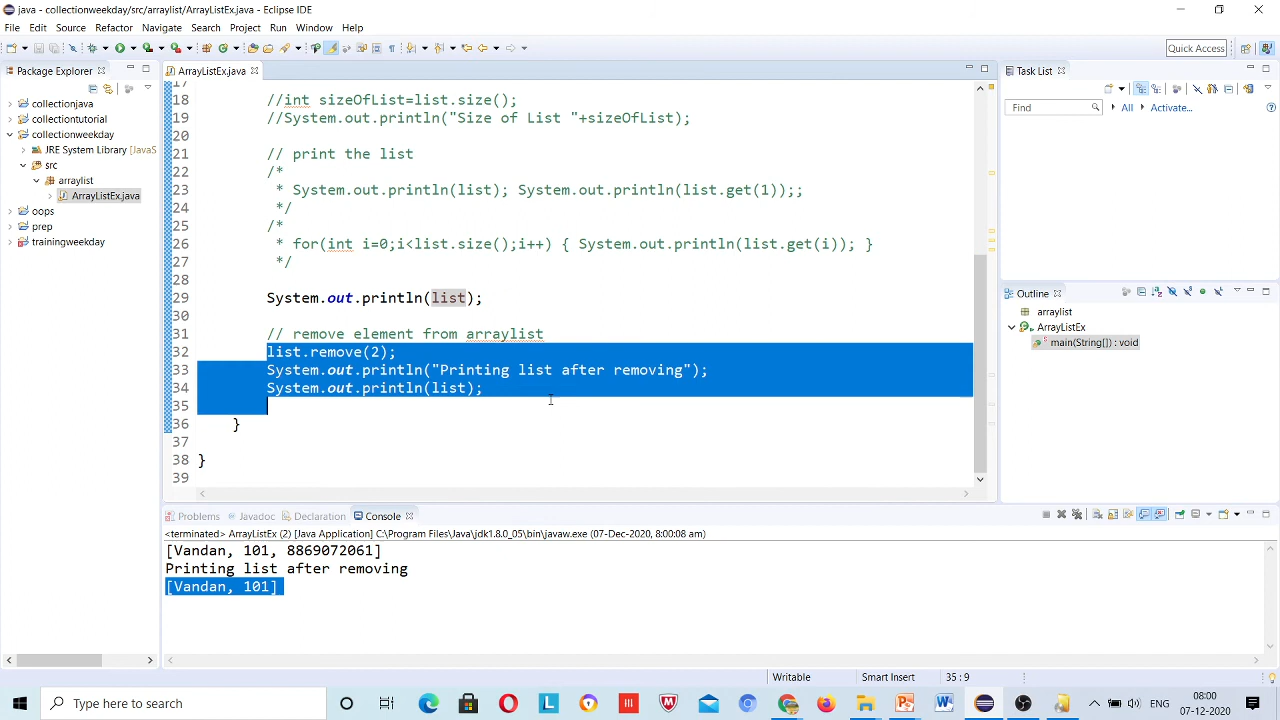 java - collectionweekday/src/arraylist/ArrayListEx.java - Eclipse IDE
File Edit Source Refactor Navigate Search Project Run Window Help
Quick Access
Package Explorer
ArrayListEx.java
Task List
collectionjava
collectiontutorial
collectionweekday
JRE System Library [JavaS
src
arraylist
ArrayListEx.java
oops
prep
trainingweekday
17
18 //int sizeOfList=list.size();
19 //System.out.println("Size of List "+sizeOfList);
20
21 // print the list
22 /*
23 * System.out.println(list); System.out.println(list.get(1));;
24 */
25 /*
26 * for(int i=0;i<list.size();i++) { System.out.println(list.get(i)); }
27 */
28
29 System.out.println(list);
30
31 // remove element from arraylist
32 list.remove(2);
33 System.out.println("Printing list after removing");
34 System.out.println(list);
35
36 }
37
38 }
39
Find All Activate...
Outline
arraylist
ArrayListEx
main(String[]) : void
Problems Javadoc Declaration Console
<terminated> ArrayListEx (2) [Java Application] C:\Program Files\Java\jdk1.8.0_05\bin\javaw.exe (07-Dec-2020, 8:00:08 am)
[Vandan, 101, 8869072061]
Printing list after removing
[Vandan, 101]
Writable Smart Insert 35 : 9
Type here to search
ENG
08:00
07-12-2020